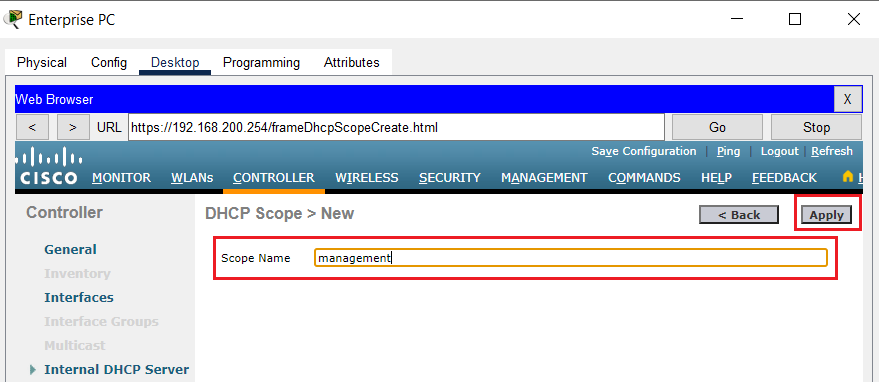 Enterprise PC
Physical Config Desktop Programming Attributes
Web Browser X
< > URL https://192.168.200.254/frameDhcpScopeCreate.html Go Stop
Save Configuration | Ping | Logout | Refresh
CISCO MONITOR WLANs CONTROLLER WIRELESS SECURITY MANAGEMENT COMMANDS HELP FEEDBACK H
Controller DHCP Scope > New < Back Apply
General Scope Name management
Inventory
Interfaces
Interface Groups
Multicast
Internal DHCP Server